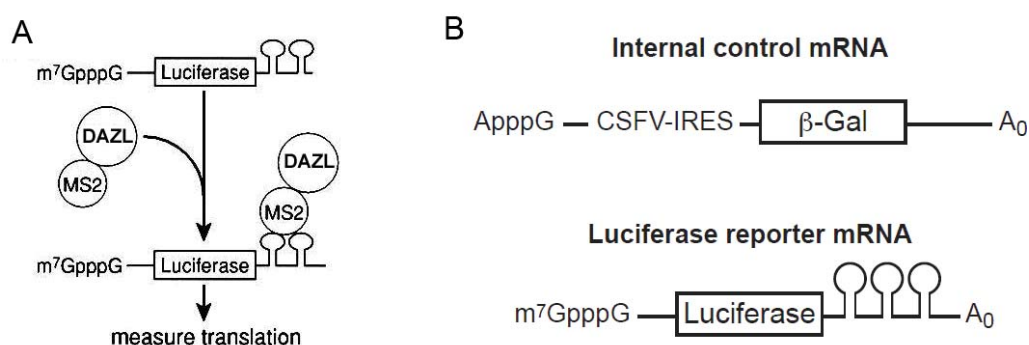 A
m⁷GpppG
Luciferase
DAZL
MS2
DAZL
MS2
m⁷GpppG
Luciferase
measure translation
B
Internal control mRNA
ApppG
CSFV-IRES
β-Gal
A₀
Luciferase reporter mRNA
m⁷GpppG
Luciferase
A₀